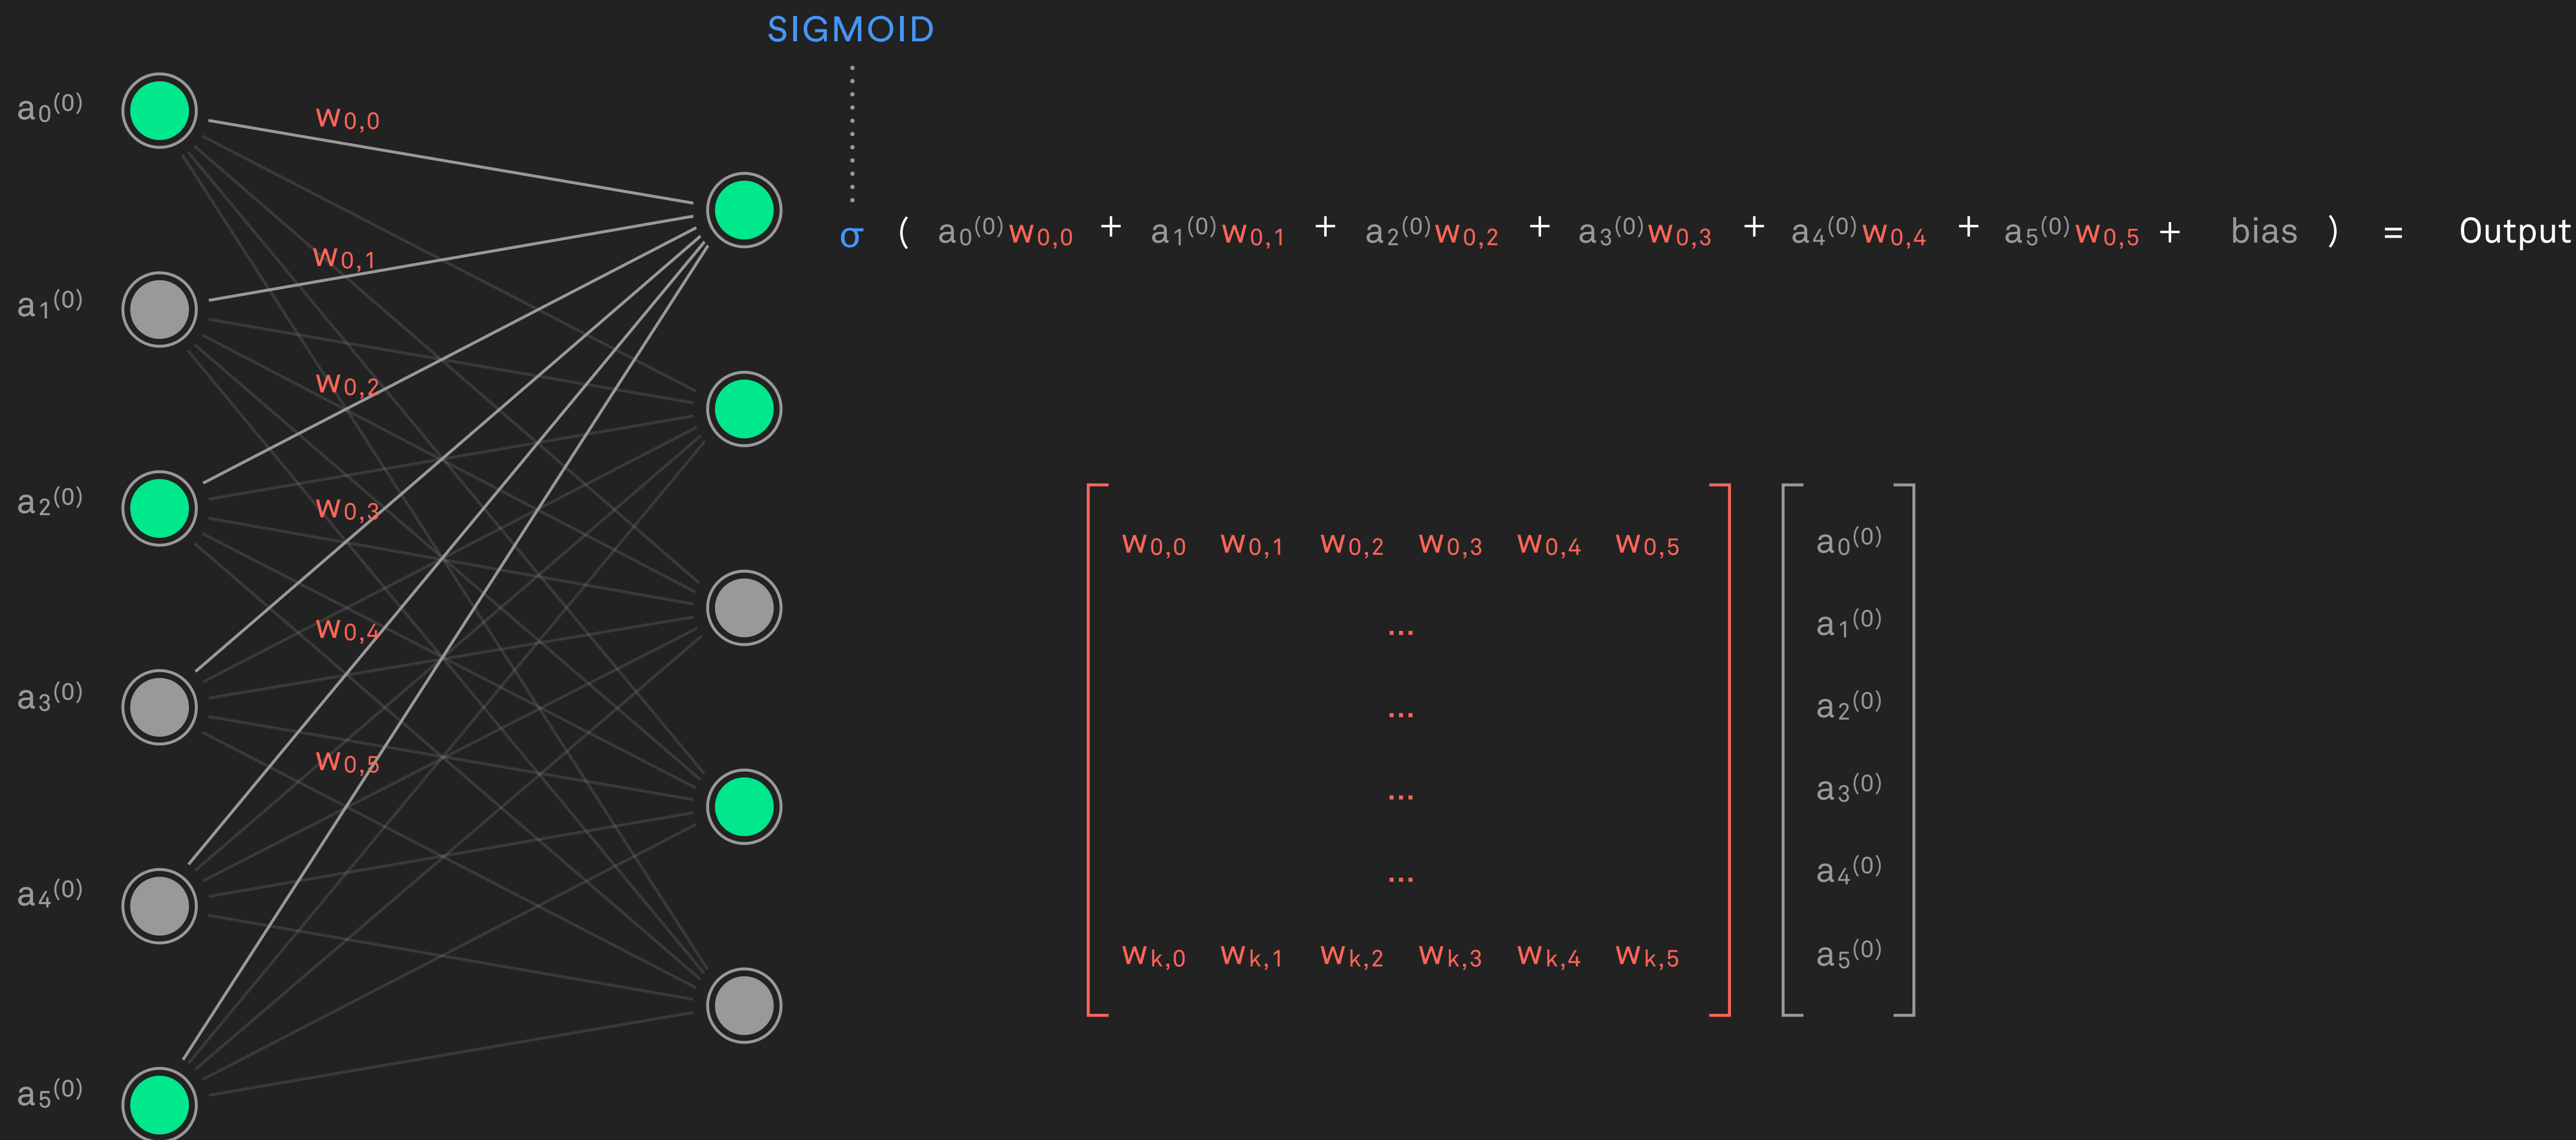 SIGMOID
a₀⁽⁰⁾
w₀,₀
σ ( a₀⁽⁰⁾w₀,₀ + a₁⁽⁰⁾w₀,₁ + a₂⁽⁰⁾w₀,₂ + a₃⁽⁰⁾w₀,₃ + a₄⁽⁰⁾w₀,₄ + a₅⁽⁰⁾w₀,₅ + bias ) = Output
w₀,₁
a₁⁽⁰⁾
w₀,₂
a₂⁽⁰⁾
w₀,₃
w₀,₄
a₃⁽⁰⁾
w₀,₅
a₄⁽⁰⁾
a₅⁽⁰⁾
w₀,₀ w₀,₁ w₀,₂ w₀,₃ w₀,₄ w₀,₅
...
...
...
...
wₖ,₀ wₖ,₁ wₖ,₂ wₖ,₃ wₖ,₄ wₖ,₅
a₀⁽⁰⁾
a₁⁽⁰⁾
a₂⁽⁰⁾
a₃⁽⁰⁾
a₄⁽⁰⁾
a₅⁽⁰⁾